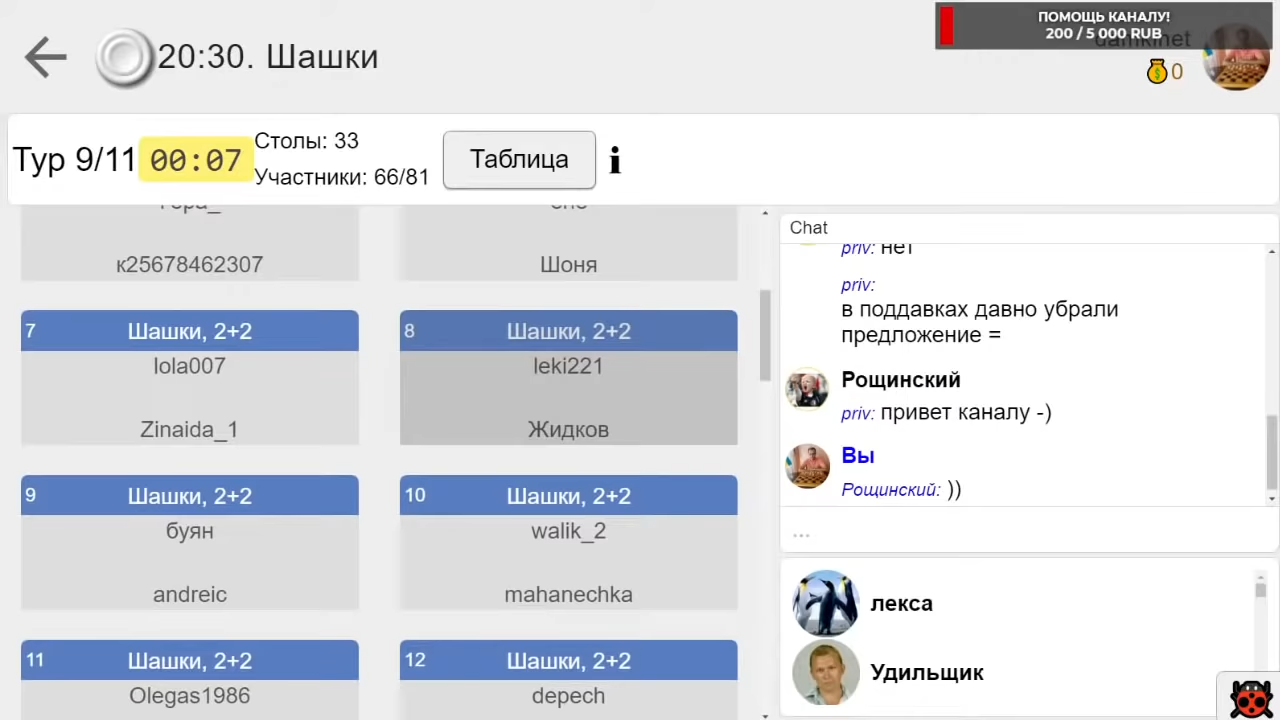 ПОМОЩЬ КАНАЛУ!
200 / 5 000 RUB
damkinet
20:30. Шашки
0
Тур 9/11
00:07
Столы: 33
Участники: 66/81
Таблица
i
к25678462307
Шоня
7 Шашки, 2+2
lola007
Zinaida_1
8 Шашки, 2+2
leki221
Жидков
9 Шашки, 2+2
буян
andreic
10 Шашки, 2+2
walik_2
mahanechka
11 Шашки, 2+2
Olegas1986
12 Шашки, 2+2
depech
Chat
priv: нет
priv:
в поддавках давно убрали
предложение =
Рощинский
priv: привет каналу -)
Вы
Рощинский: ))
...
лекса
Удильщик